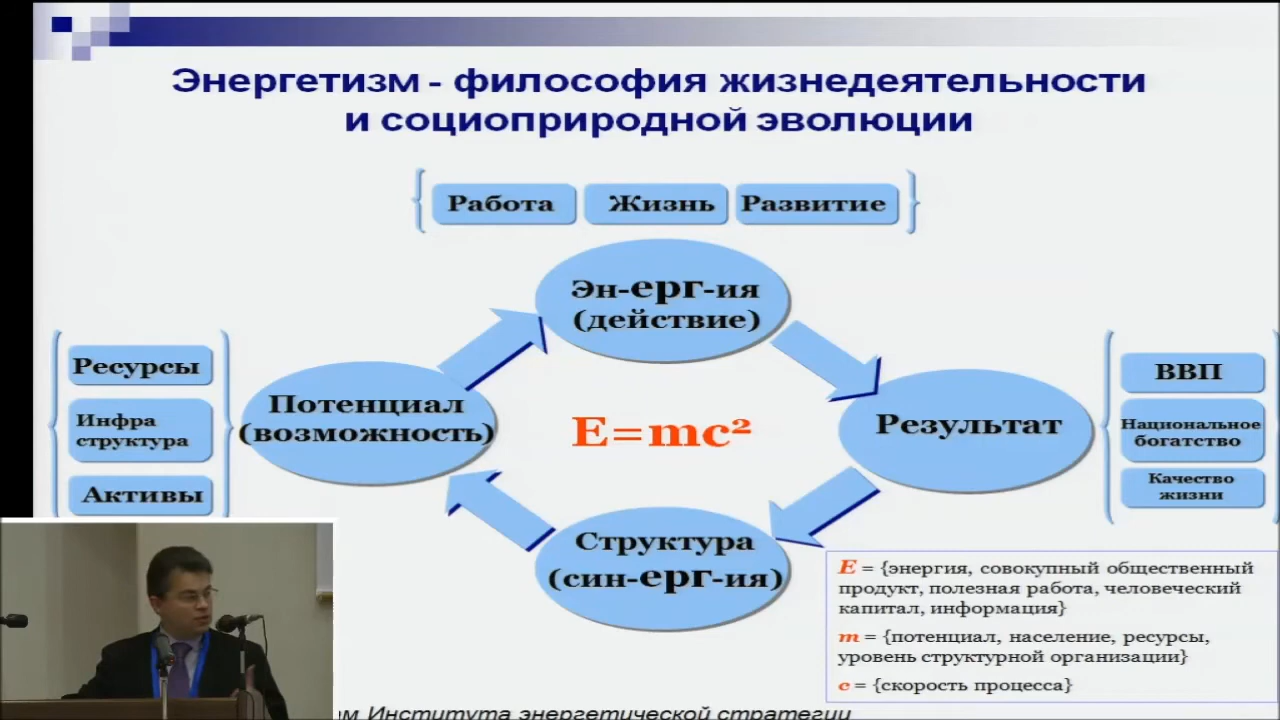 Энергетизм - философия жизнедеятельности
и социоприродной эволюции
Работа Жизнь Развитие
Эн-ерг-ия
(действие)
Ресурсы
Инфра
структура
Активы
Потенциал
(возможность)
E=mc²
Результат
ВВП
Национальное
богатство
Качество
жизни
Структура
(син-ерг-ия)
E = {энергия, совокупный общественный
продукт, полезная работа, человеческий
капитал, информация}
m = {потенциал, население, ресурсы,
уровень структурной организации}
c = {скорость процесса}
Института энергетической стратегии